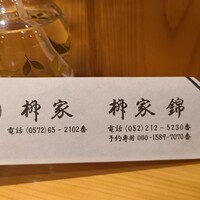 栁家
電話 (0572) 65-2102番
栁家 錦
電話 (052) 212-5230番
予約専用 080-1589-7070番